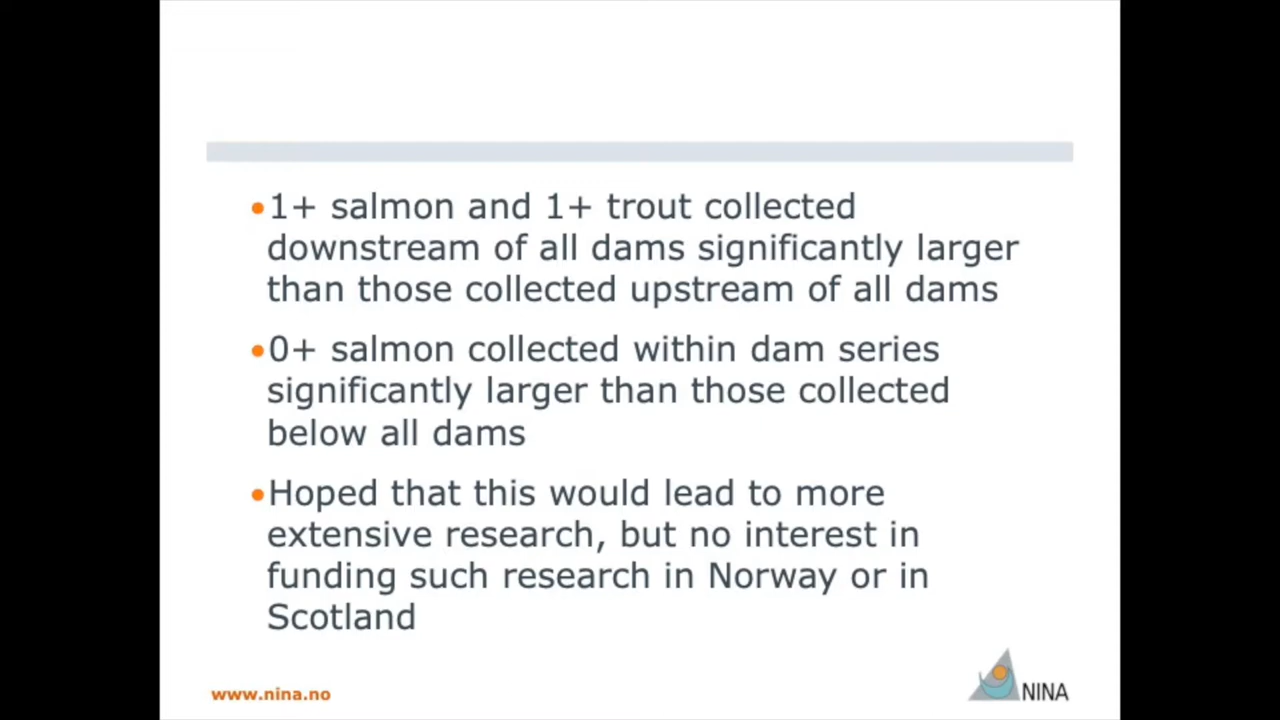 •1+ salmon and 1+ trout collected
downstream of all dams significantly larger
than those collected upstream of all dams
•0+ salmon collected within dam series
significantly larger than those collected
below all dams
•Hoped that this would lead to more
extensive research, but no interest in
funding such research in Norway or in
Scotland
www.nina.no
NINA